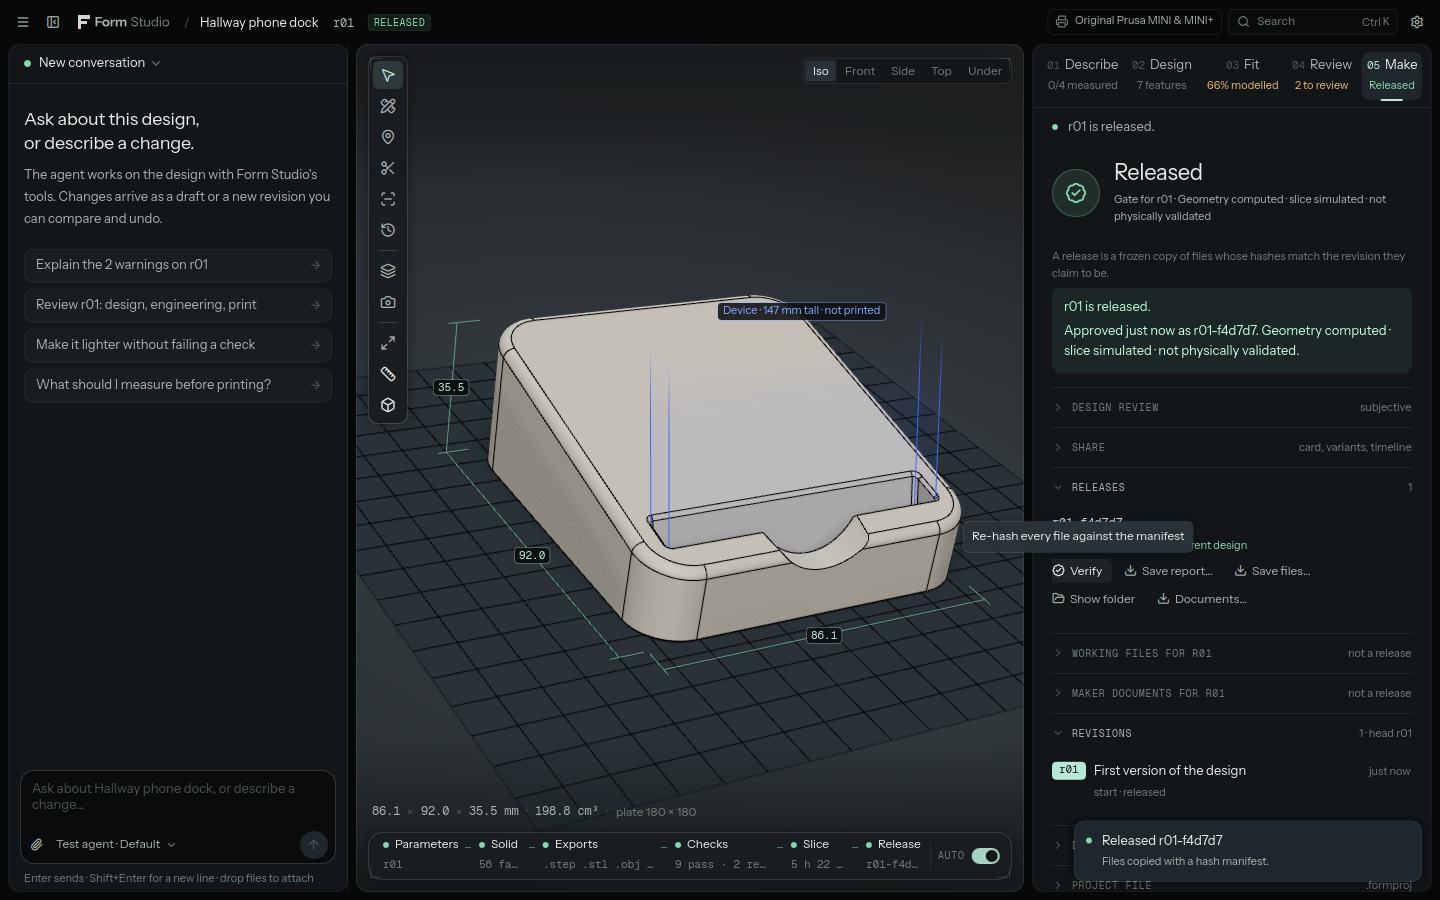 Form Studio / Hallway phone dock r01 RELEASED
Original Prusa MINI & MINI+
Search Ctrl K
New conversation
Ask about this design,
or describe a change.
The agent works on the design with Form Studio's
tools. Changes arrive as a draft or a new revision you
can compare and undo.
Explain the 2 warnings on r01
Review r01: design, engineering, print
Make it lighter without failing a check
What should I measure before printing?
Ask about Hallway phone dock, or describe a
change...
Test agent · Default
Enter sends · Shift+Enter for a new line · drop files to attach
Iso Front Side Top Under
Device · 147 mm tall · not printed
35.5
92.0
86.1
86.1 × 92.0 × 35.5 mm · 198.8 cm³ · plate 180 × 180
Parameters Solid Exports Checks Slice Release
r01 56 fa… .step .stl .obj … 9 pass · 2 re… 5 h 22 … r01-f4d…
AUTO
01 Describe 02 Design 03 Fit 04 Review 05 Make
0/4 measured 7 features 66% modelled 2 to review Released
r01 is released.
Released
Gate for r01 · Geometry computed · slice simulated · not
physically validated
A release is a frozen copy of files whose hashes match the revision they
claim to be.
r01 is released.
Approved just now as r01-f4d7d7. Geometry computed ·
slice simulated · not physically validated.
DESIGN REVIEW subjective
SHARE card, variants, timeline
RELEASES 1
Re-hash every file against the manifest
rent design
Verify Save report... Save files...
Show folder Documents...
WORKING FILES FOR R01 not a release
MAKER DOCUMENTS FOR R01 not a release
REVISIONS 1 · head r01
r01 First version of the design just now
start · released
Released r01-f4d7d7
Files copied with a hash manifest.
PROJECT FILE .formproj